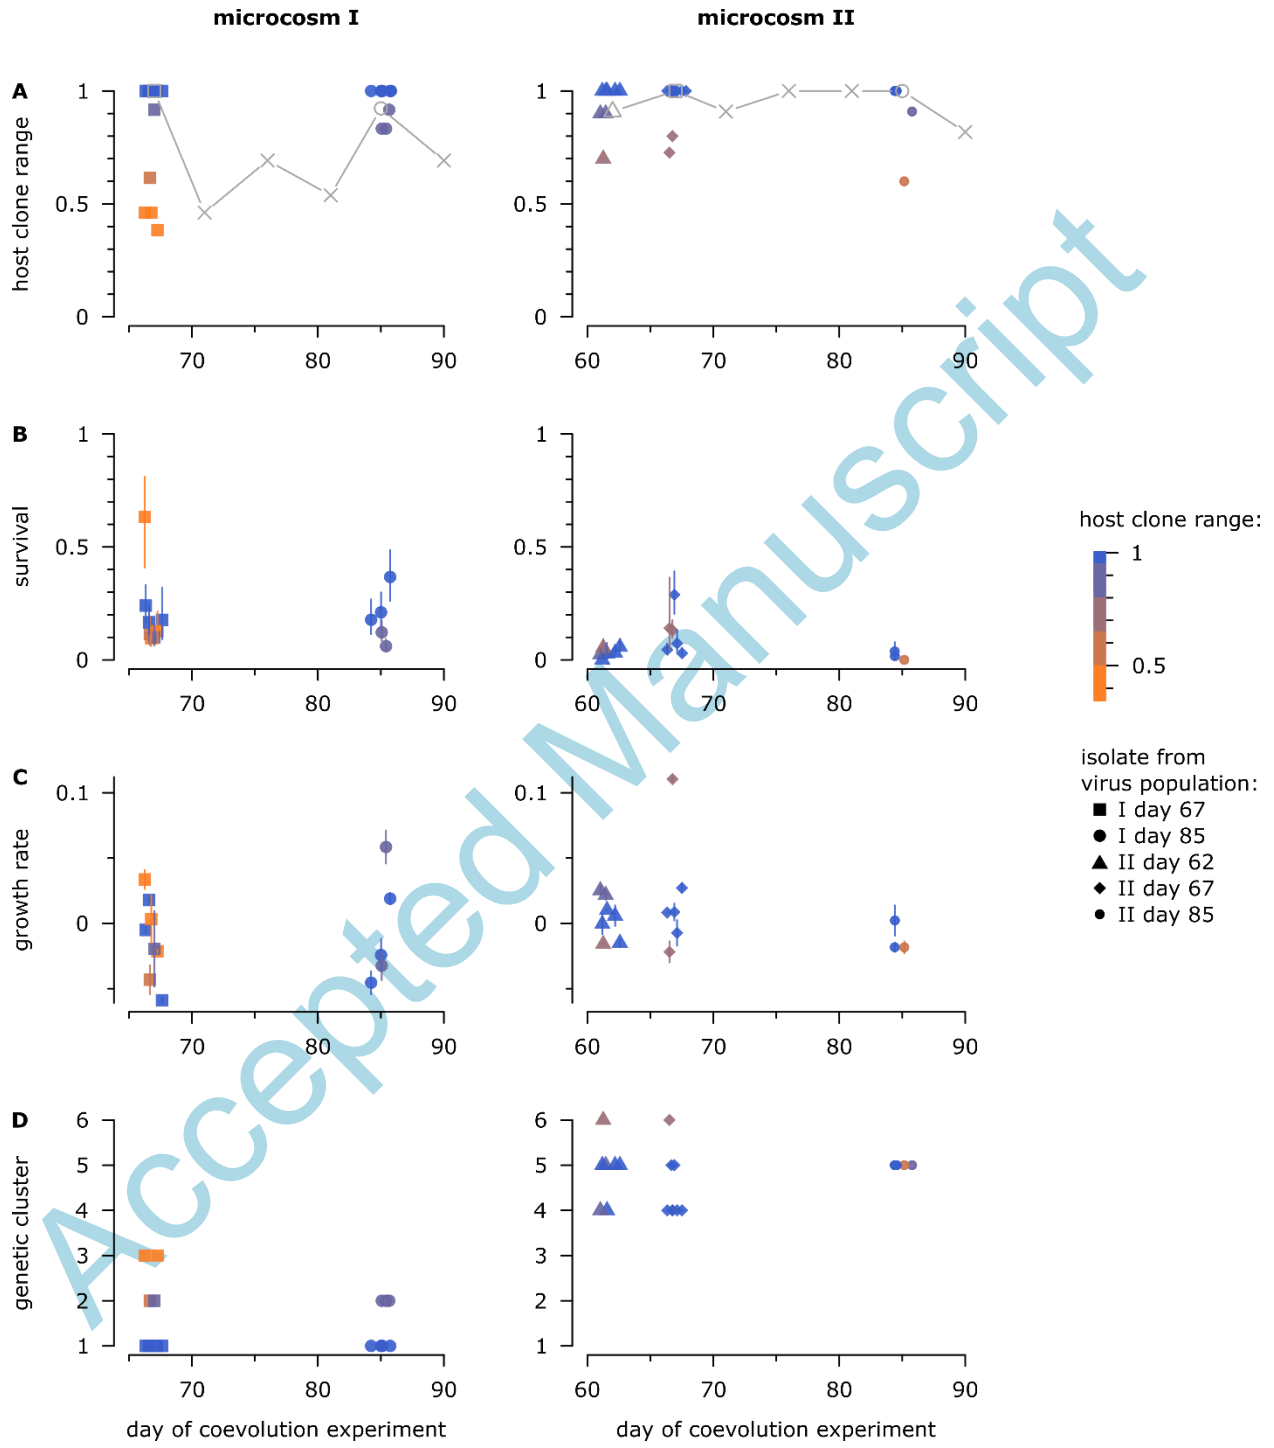 microcosm I
microcosm II
A
host clone range
1
0.5
0
70
80
90
1
0.5
0
60
70
80
90
B
survival
1
0.5
0
70
80
90
1
0.5
0
60
70
80
90
host clone range:
1
0.5
C
growth rate
0.1
0
70
80
90
0.1
0
60
70
80
90
isolate from
virus population:
I day 67
I day 85
II day 62
II day 67
II day 85
D
genetic cluster
6
5
4
3
2
1
70
80
90
6
5
4
3
2
1
60
70
80
90
day of coevolution experiment
day of coevolution experiment
Accepted Manuscript